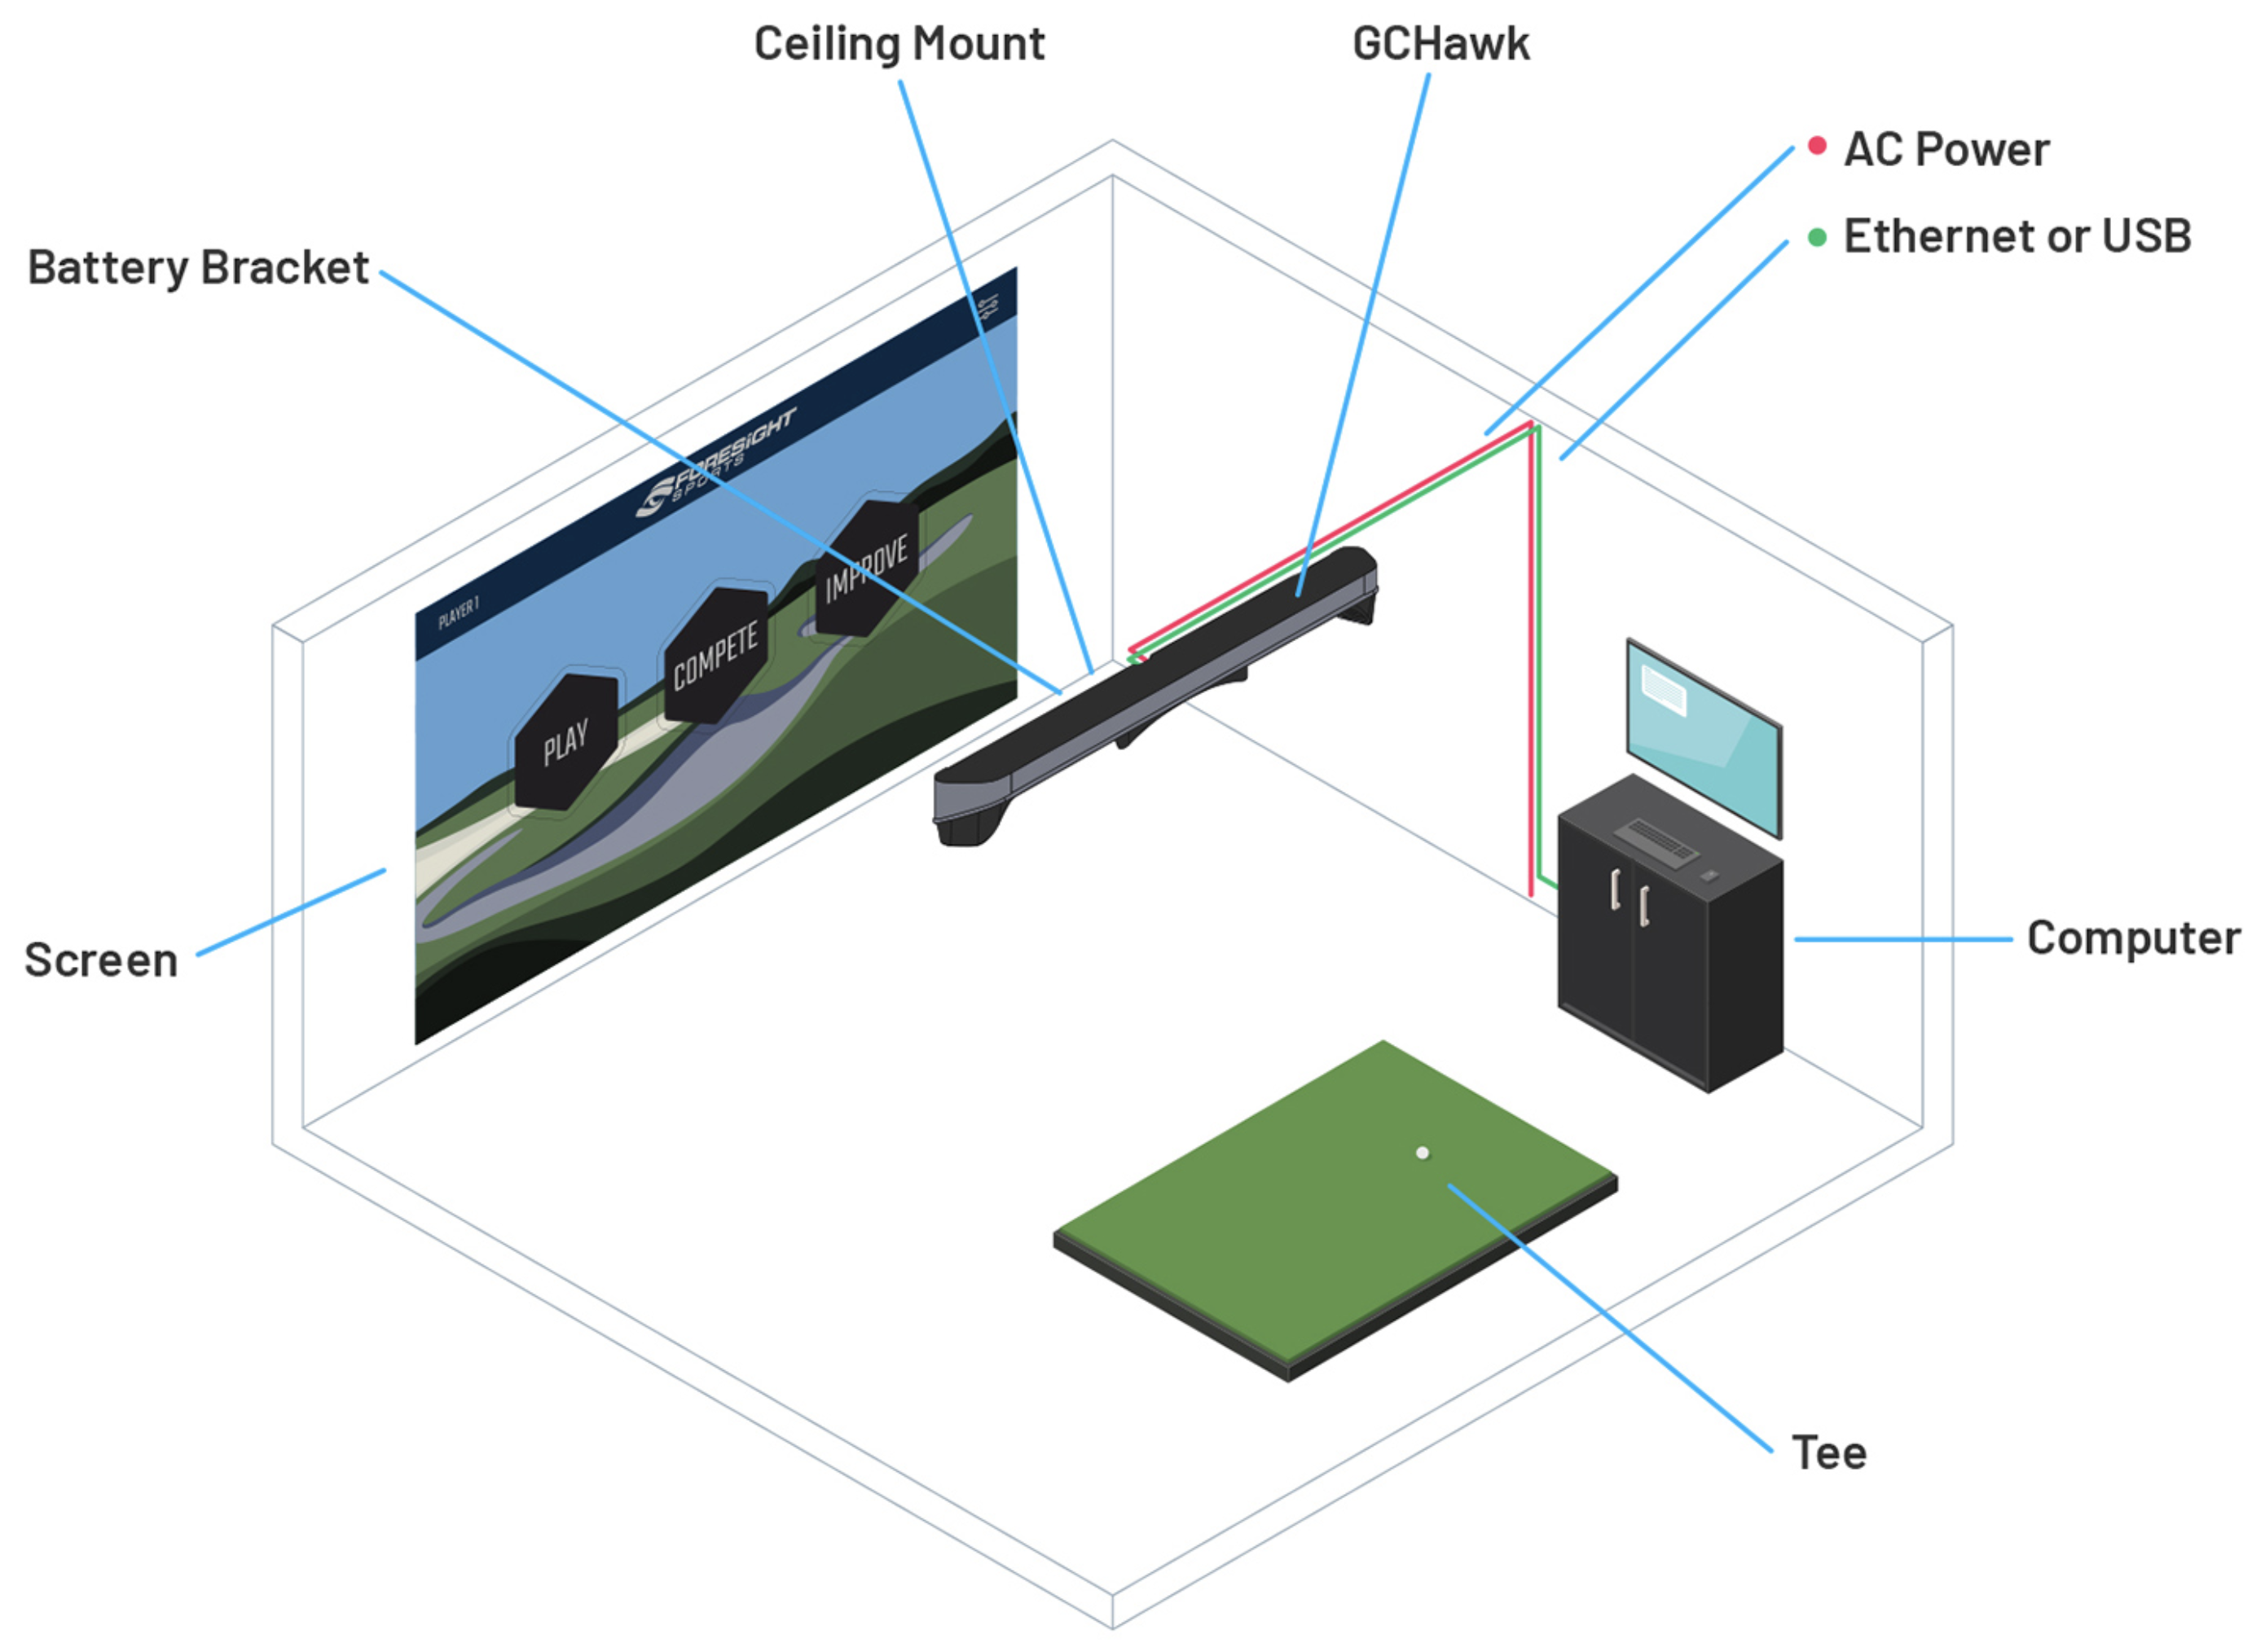 Ceiling Mount
GCHawk
AC Power
Ethernet or USB
Battery Bracket
FORESIGHT
SPORTS
PLAYER 1
IMPROVE
COMPETE
PLAY
Screen
Computer
Tee